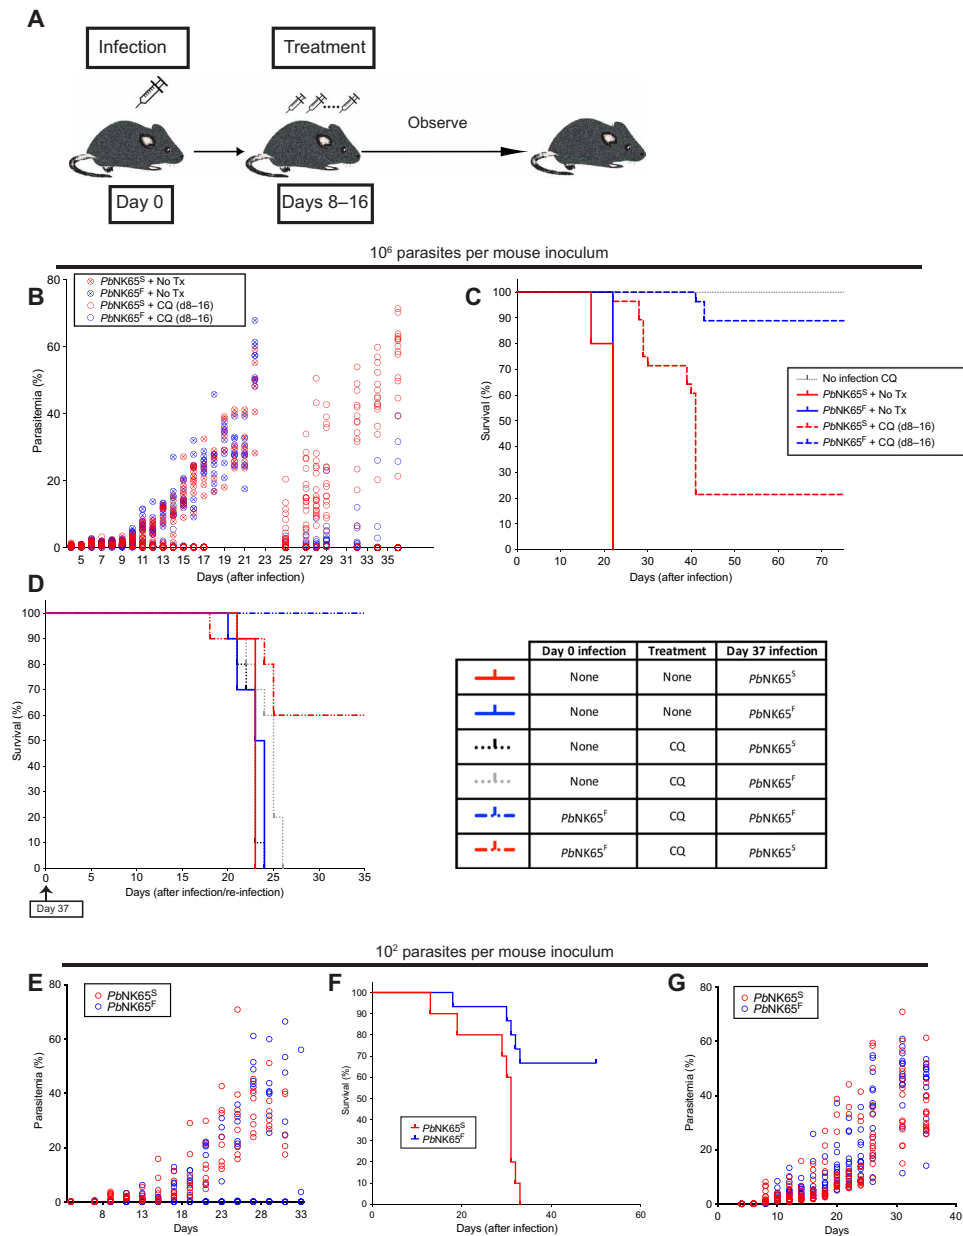 A
Infection
Treatment
Observe
Day 0
Days 8–16
10⁶ parasites per mouse inoculum
B
PbNK65ˢ + No Tx
PbNK65ᶠ + No Tx
PbNK65ˢ + CQ (d8–16)
PbNK65ᶠ + CQ (d8–16)
Parasitemia (%)
80
60
40
20
0
5 7 9 11 13 15 17 19 21 23 25 27 29 31 33 35
Days (after infection)
C
Survival (%)
100
90
80
70
60
50
40
30
20
10
0
0 10 20 30 40 50 60 70
Days (after infection)
No infection CQ
PbNK65ˢ + No Tx
PbNK65ᶠ + No Tx
PbNK65ˢ + CQ (d8–16)
PbNK65ᶠ + CQ (d8–16)
D
Survival (%)
100
90
80
70
60
50
40
30
20
10
0
0 5 10 15 20 25 30 35
Days (after infection/re-infection)
Day 37
Day 0 infection Treatment Day 37 infection
None None PbNK65ˢ
None None PbNK65ᶠ
None CQ PbNK65ˢ
None CQ PbNK65ᶠ
PbNK65ᶠ CQ PbNK65ᶠ
PbNK65ᶠ CQ PbNK65ˢ
10² parasites per mouse inoculum
E
PbNK65ˢ
PbNK65ᶠ
Parasitemia (%)
80
60
40
20
0
8 13 15 18 23 28 33
Days
F
Survival (%)
100
90
80
70
60
50
40
30
20
10
0
PbNK65ˢ
PbNK65ᶠ
0 20 40 60
Days (after infection)
G
PbNK65ˢ
PbNK65ᶠ
Parasitemia (%)
80
60
40
20
0
0 10 20 30 40
Days